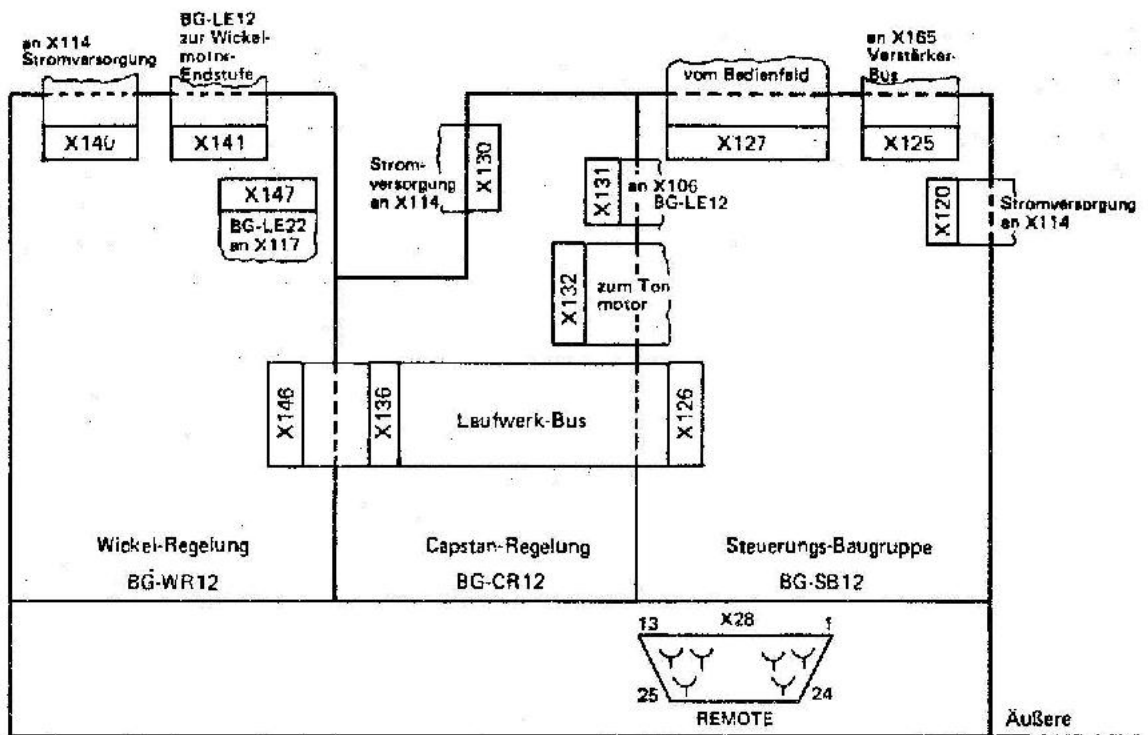 an X114
Stromversorgung
BG-LE12
zur Wickel-
motor-
Endstufe
vom Bedienfeld
an X165
Verstärker-
Bus
X140
X141
X127
X125
X147
BG-LE22
an X117
Strom-
versorgung
an X114
X130
X131
an X106
BG-LE12
X120
Stromversorgung
an X114
X132
zum Ton
motor
X146
X136
Laufwerk-Bus
X126
Wickel-Regelung
BG-WR12
Capstan-Regelung
BG-CR12
Steuerungs-Baugruppe
BG-SB12
13
X28
1
25
24
REMOTE
Äußere